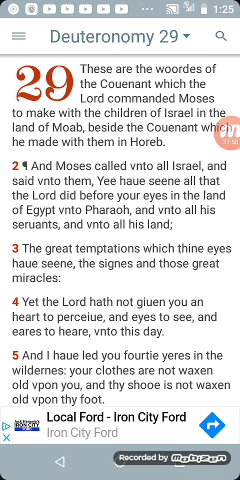 1:25
Deuteronomy 29
29 These are the woordes of
the Couenant which the
Lord commanded Moses
to make with the children of Israel in the
land of Moab, beside the Couenant which
he made with them in Horeb.
2 ¶ And Moses called vnto all Israel, and
said vnto them, Yee haue seene all that
the Lord did before your eyes in the land
of Egypt vnto Pharaoh, and vnto all his
seruants, and vnto all his land;
3 The great temptations which thine eyes
haue seene, the signes and those great
miracles:
4 Yet the Lord hath not giuen you an
heart to perceiue, and eyes to see, and
eares to heare, vnto this day.
5 And I haue led you fourtie yeres in the
wildernes: your clothes are not waxen
old vpon you, and thy shooe is not waxen
old vpon thy foot.
Local Ford - Iron City Ford
Iron City Ford
IRON CITY
Recorded by mobizen